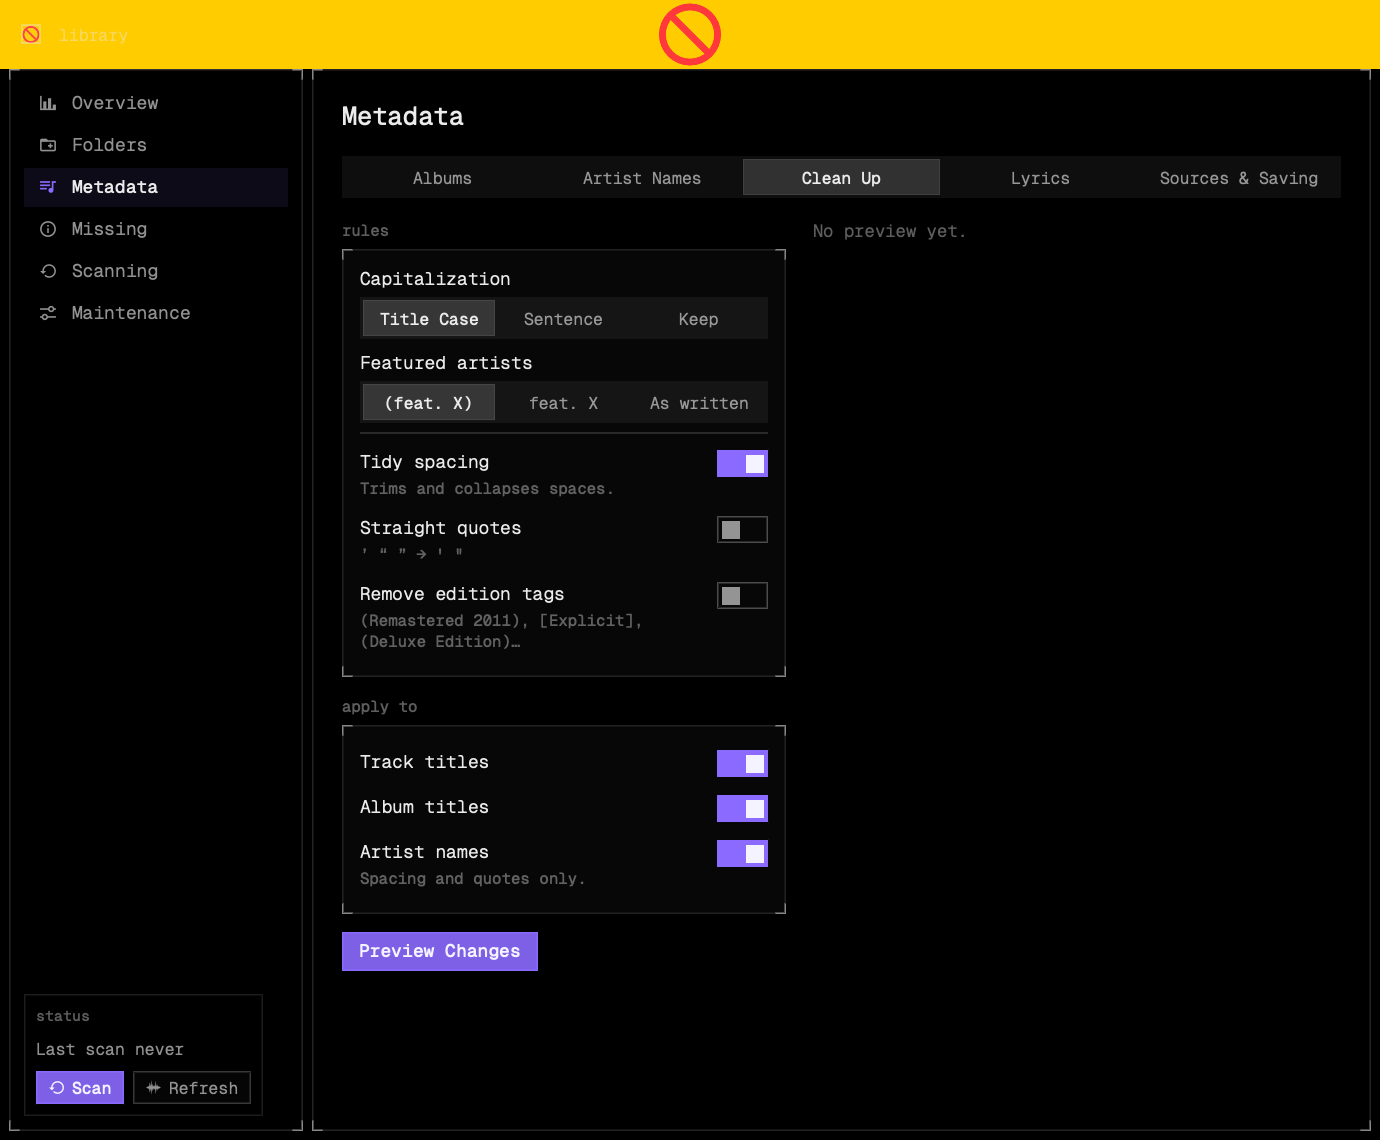 library
Overview
Folders
Metadata
Missing
Scanning
Maintenance
status
Last scan never
Scan
Refresh
Metadata
Albums
Artist Names
Clean Up
Lyrics
Sources & Saving
rules
Capitalization
Title Case
Sentence
Keep
Featured artists
(feat. X)
feat. X
As written
Tidy spacing
Trims and collapses spaces.
Straight quotes
’ “ ” → ' "
Remove edition tags
(Remastered 2011), [Explicit],
(Deluxe Edition)…
apply to
Track titles
Album titles
Artist names
Spacing and quotes only.
Preview Changes
No preview yet.